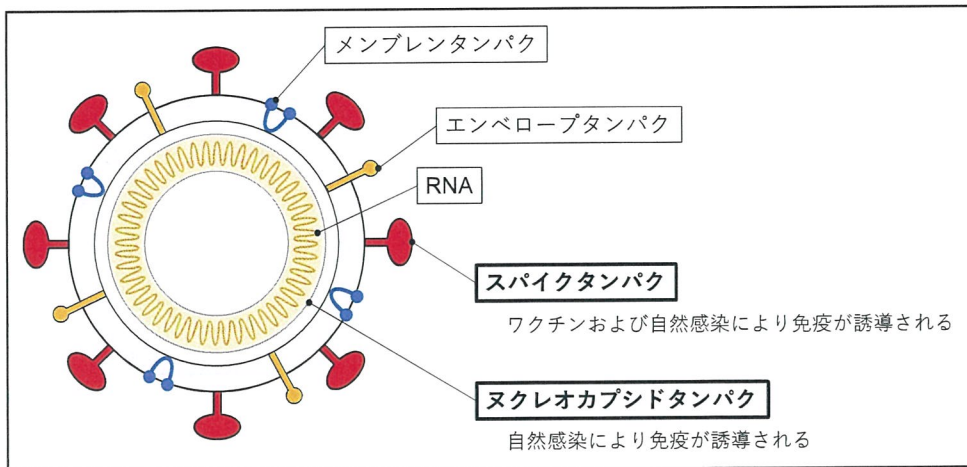 メンブレンタンパク
エンベロープタンパク
RNA
スパイクタンパク
ワクチンおよび自然感染により免疫が誘導される
ヌクレオカプシドタンパク
自然感染により免疫が誘導される